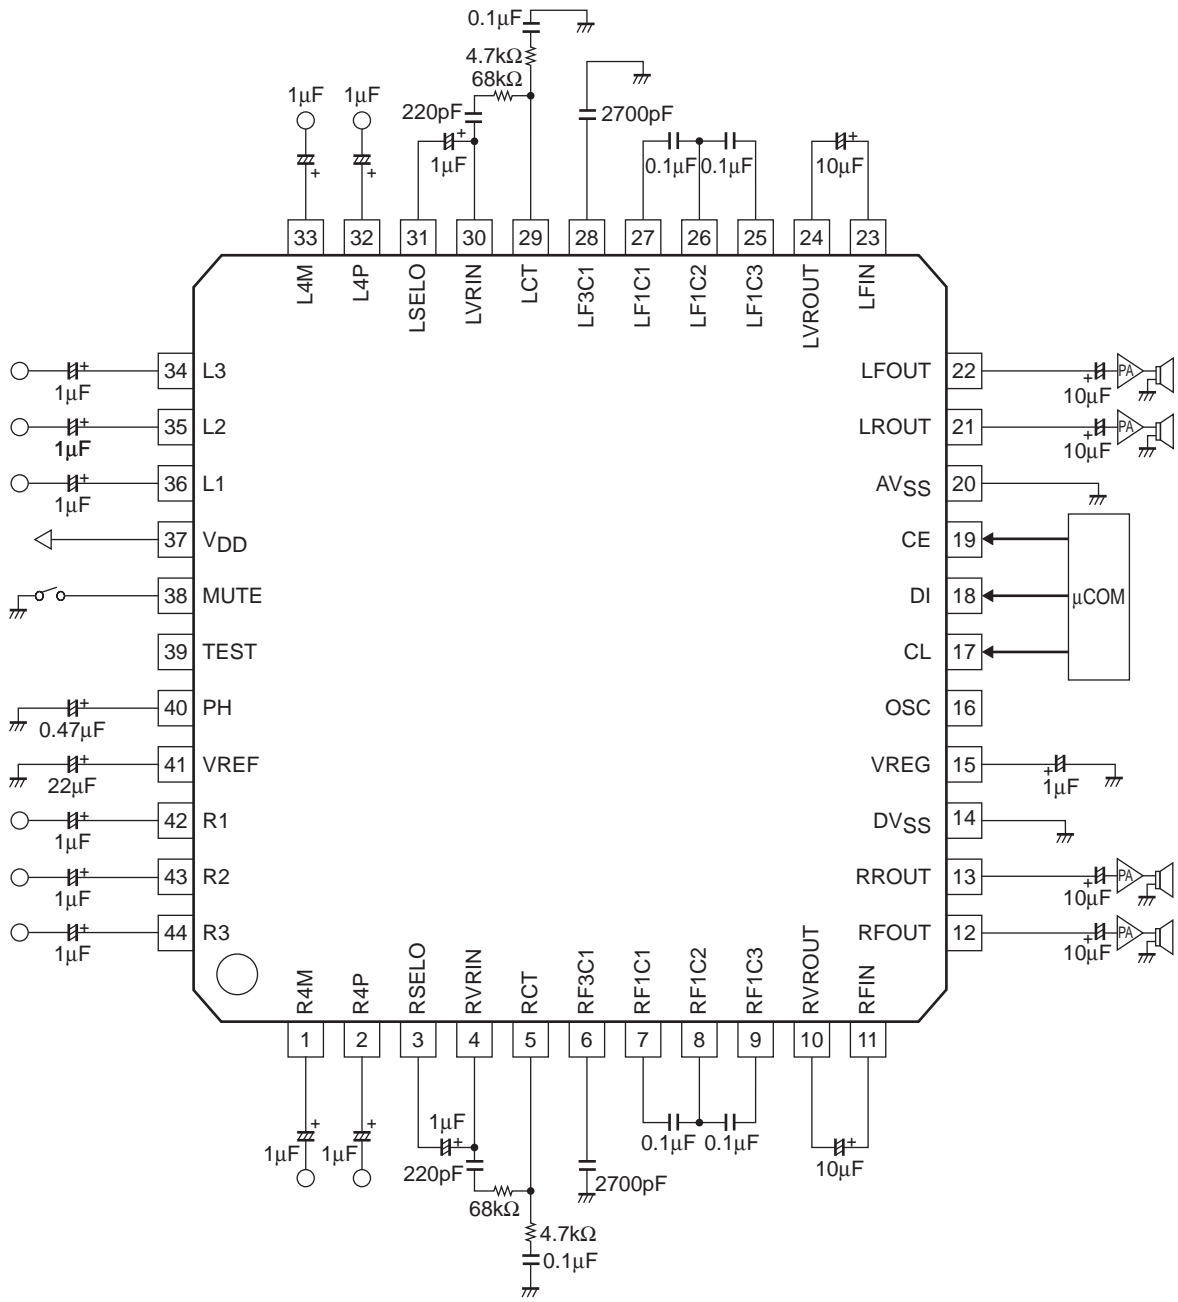 0.1μF
4.7kΩ
68kΩ
1μF 1μF
220pF
2700pF
1μF
0.1μF 0.1μF
10μF
33 32 31 30 29 28 27 26 25 24 23
L4M L4P LSELO LVRIN LCT LF3C1 LF1C1 LF1C2 LF1C3 LVROUT LFIN
1μF 34 L3
LFOUT 22 10μF PA
1μF 35 L2
LROUT 21 10μF PA
1μF 36 L1
AVSS 20
37 VDD
CE 19
38 MUTE
DI 18
μCOM
39 TEST
CL 17
0.47μF 40 PH
OSC 16
22μF 41 VREF
VREG 15 1μF
1μF 42 R1
DVSS 14
1μF 43 R2
RROUT 13 10μF PA
1μF 44 R3
RFOUT 12 10μF PA
R4M R4P RSELO RVRIN RCT RF3C1 RF1C1 RF1C2 RF1C3 RVROUT RFIN
1 2 3 4 5 6 7 8 9 10 11
1μF 1μF
1μF
0.1μF 0.1μF
10μF
220pF
2700pF
68kΩ
4.7kΩ
0.1μF